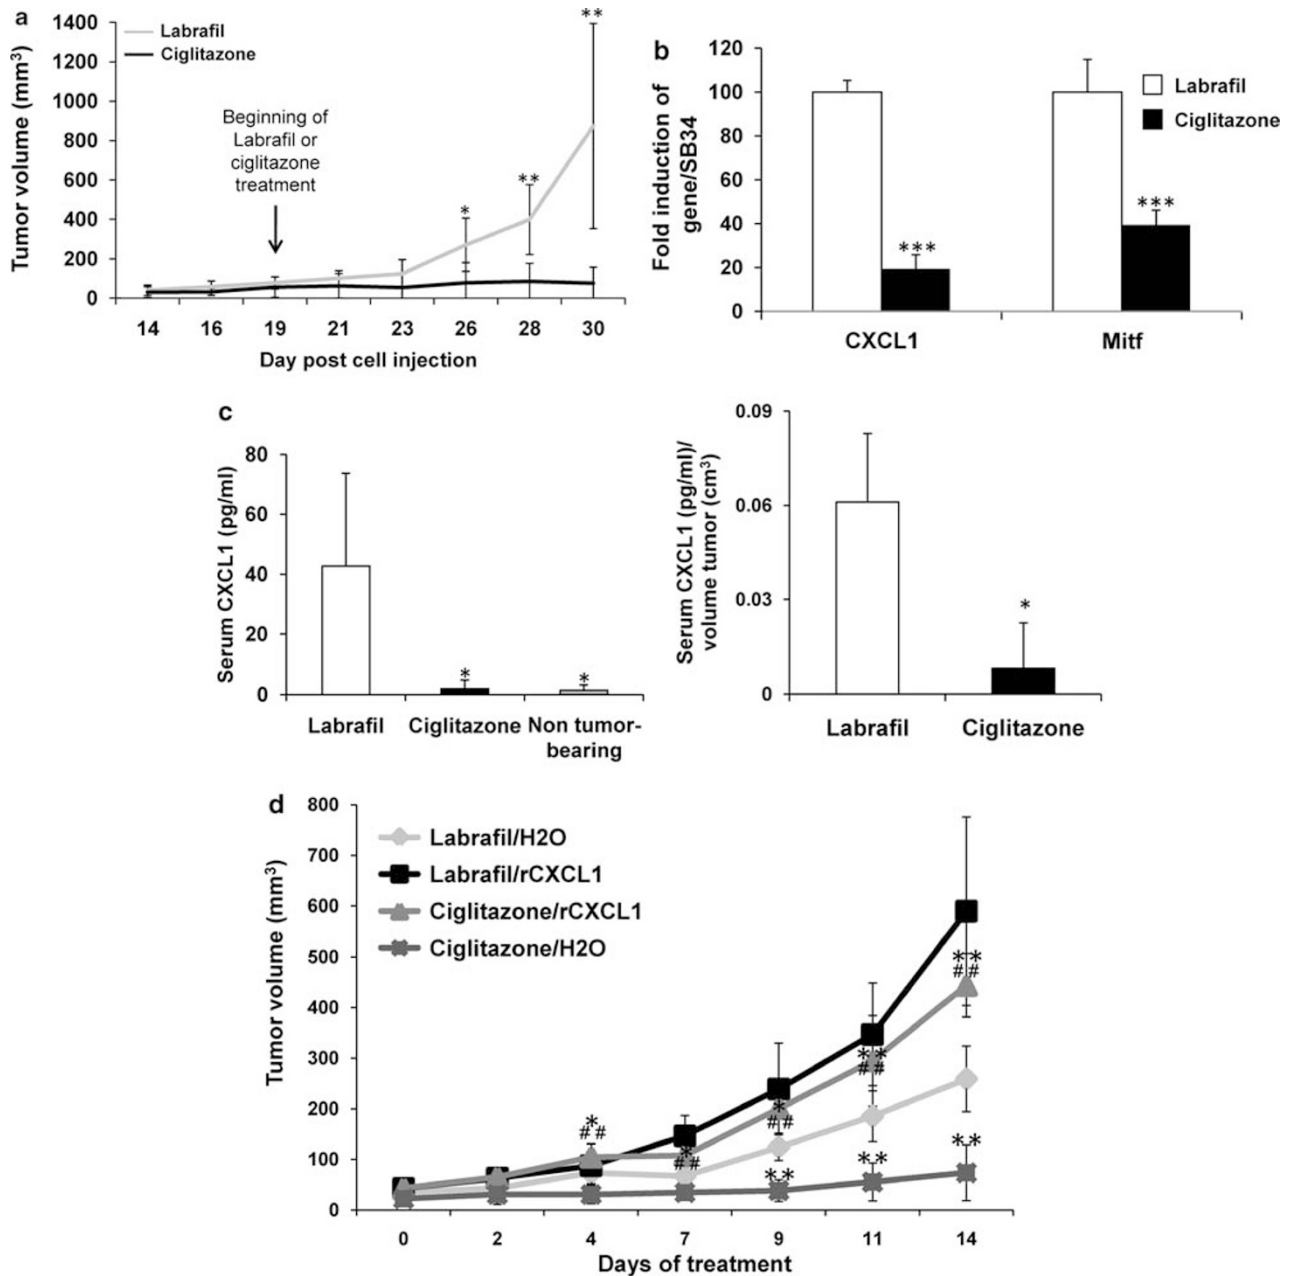 a
Tumor volume (mm³)
1400
1200
1000
800
600
400
200
0
Labrafil
Ciglitazone
Beginning of
Labrafil or
ciglitazone
treatment
*
**
**
14 16 19 21 23 26 28 30
Day post cell injection
b
Fold induction of
gene/SB34
120
100
80
60
40
20
0
Labrafil
Ciglitazone
***
***
CXCL1 Mitf
c
Serum CXCL1 (pg/ml)
80
60
40
20
0
*
*
Labrafil Ciglitazone Non tumor-
bearing
Serum CXCL1 (pg/ml)/
volume tumor (cm³)
0.09
0.06
0.03
0
*
Labrafil Ciglitazone
d
Tumor volume (mm³)
800
700
600
500
400
300
200
100
0
Labrafil/H2O
Labrafil/rCXCL1
Ciglitazone/rCXCL1
Ciglitazone/H2O
*
##
*
##
*
##
**
##
**
##
**
**
**
0 2 4 7 9 11 14
Days of treatment